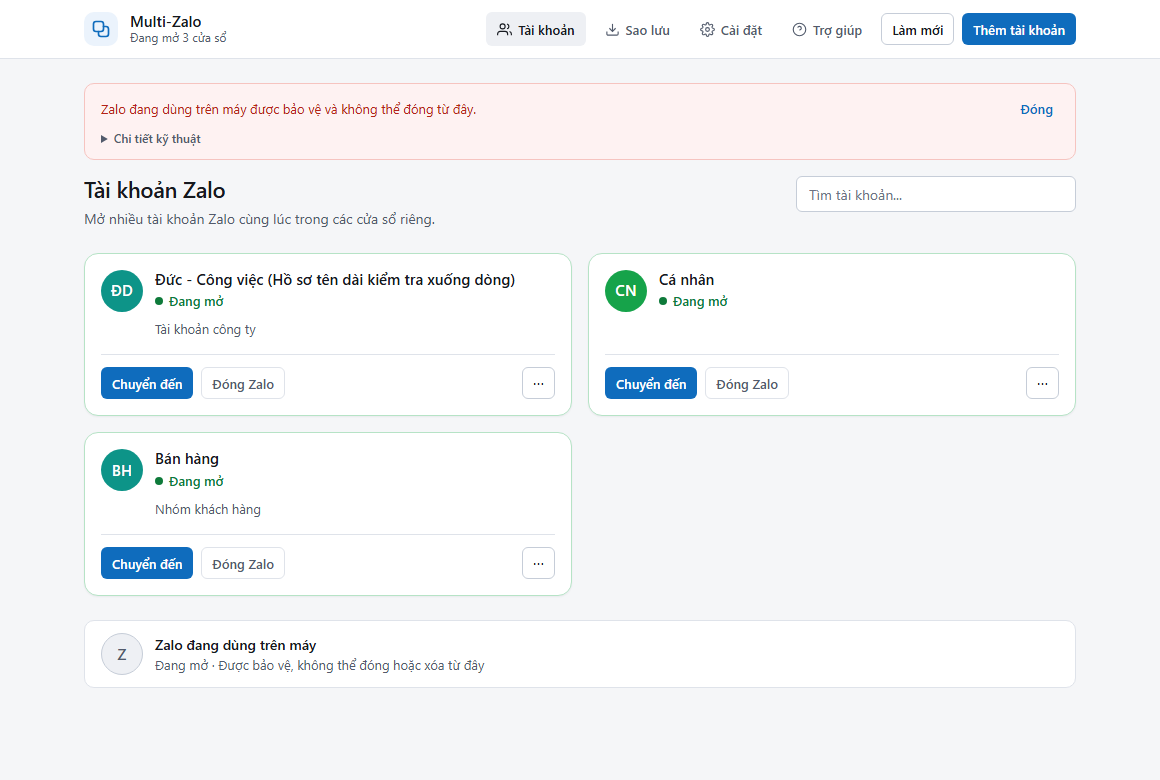 Multi-Zalo
Đang mở 3 cửa sổ
Tài khoản
Sao lưu
Cài đặt
Trợ giúp
Làm mới
Thêm tài khoản
Zalo đang dùng trên máy được bảo vệ và không thể đóng từ đây.
Đóng
Chi tiết kỹ thuật
Tài khoản Zalo
Mở nhiều tài khoản Zalo cùng lúc trong các cửa sổ riêng.
Tìm tài khoản...
ĐD
Đức - Công việc (Hồ sơ tên dài kiểm tra xuống dòng)
Đang mở
Tài khoản công ty
Chuyển đến
Đóng Zalo
...
CN
Cá nhân
Đang mở
Chuyển đến
Đóng Zalo
...
BH
Bán hàng
Đang mở
Nhóm khách hàng
Chuyển đến
Đóng Zalo
...
Z
Zalo đang dùng trên máy
Đang mở · Được bảo vệ, không thể đóng hoặc xóa từ đây